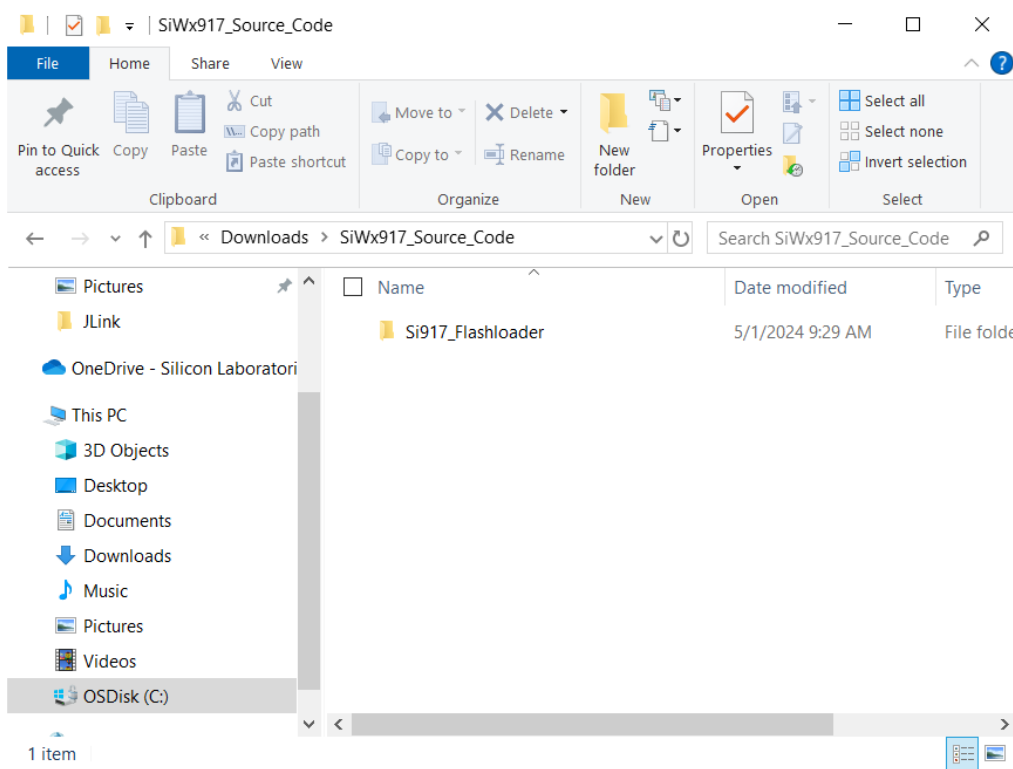 SiWx917_Source_Code
File Home Share View
Pin to Quick access
Copy
Paste
Cut
Copy path
Paste shortcut
Clipboard
Move to
Copy to
Delete
Rename
Organize
New folder
New
Properties
Open
Select all
Select none
Invert selection
Select
« Downloads > SiWx917_Source_Code
Search SiWx917_Source_Code
Pictures
JLink
OneDrive - Silicon Laboratori
This PC
3D Objects
Desktop
Documents
Downloads
Music
Pictures
Videos
OSDisk (C:)
Name Date modified Type
Si917_Flashloader 5/1/2024 9:29 AM File folde
1 item